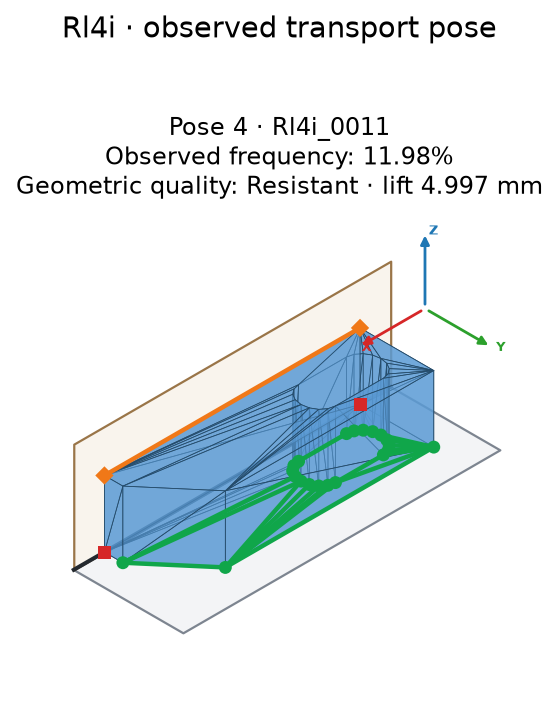 Rl4i · observed transport pose
Pose 4 · Rl4i_0011
Observed frequency: 11.98%
Geometric quality: Resistant · lift 4.997 mm
Z
X
Y